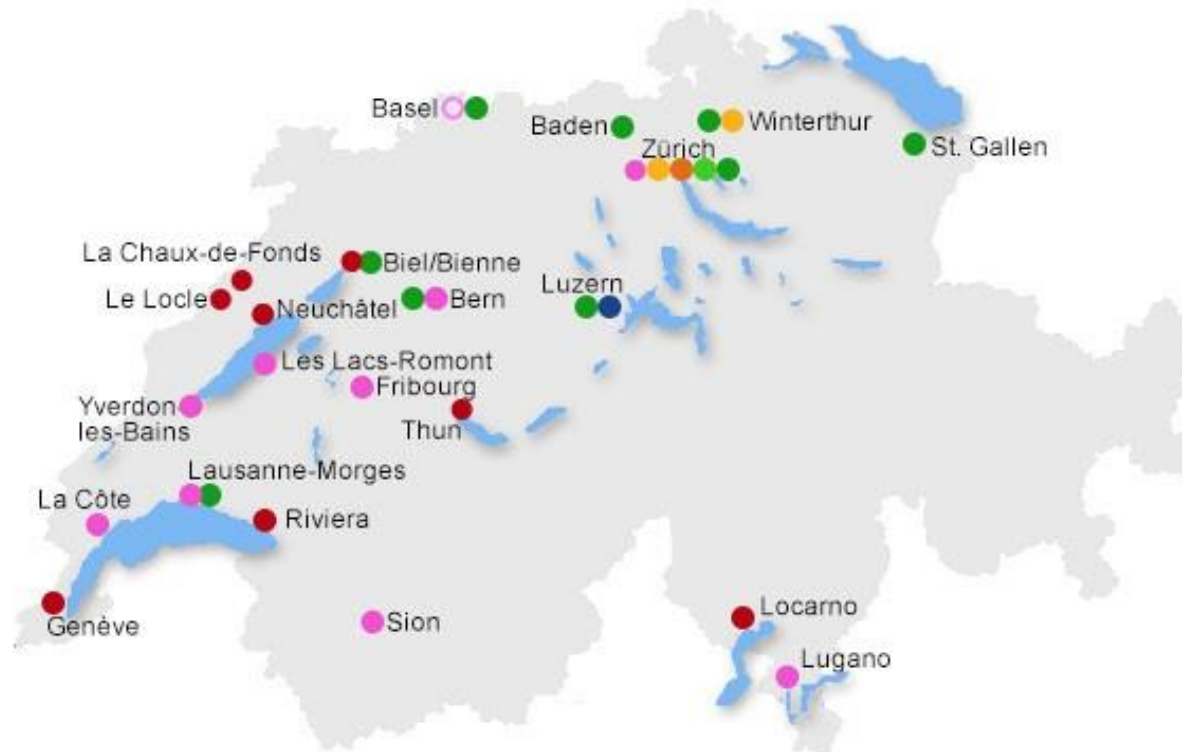 Basel
Baden
Winterthur
Zürich
St. Gallen
La Chaux-de-Fonds
Biel/Bienne
Le Locle
Neuchâtel
Bern
Luzern
Les Lacs-Romont
Fribourg
Yverdon
les-Bains
Thun
Lausanne-Morges
La Côte
Riviera
Genève
Sion
Locarno
Lugano